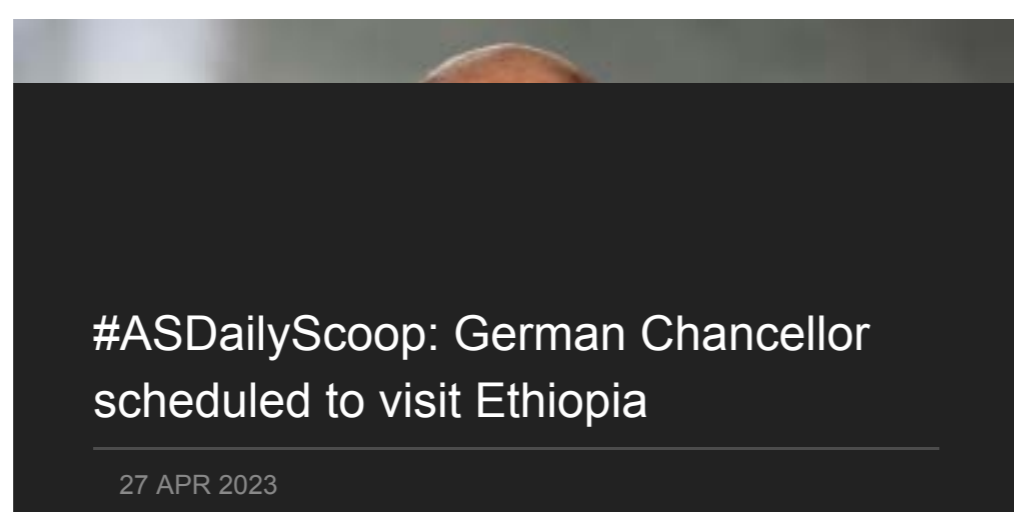 #ASDailyScoop: German Chancellor
scheduled to visit Ethiopia
27 APR 2023